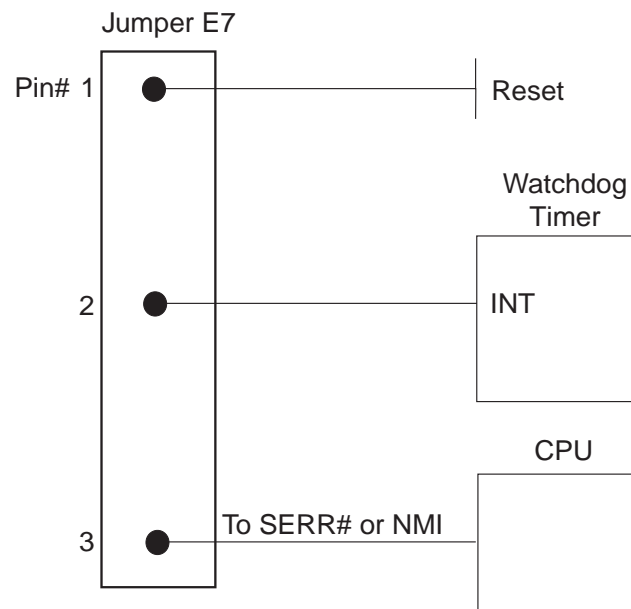 Jumper E7
Pin# 1
Reset
Watchdog
Timer
2
INT
CPU
To SERR# or NMI
3